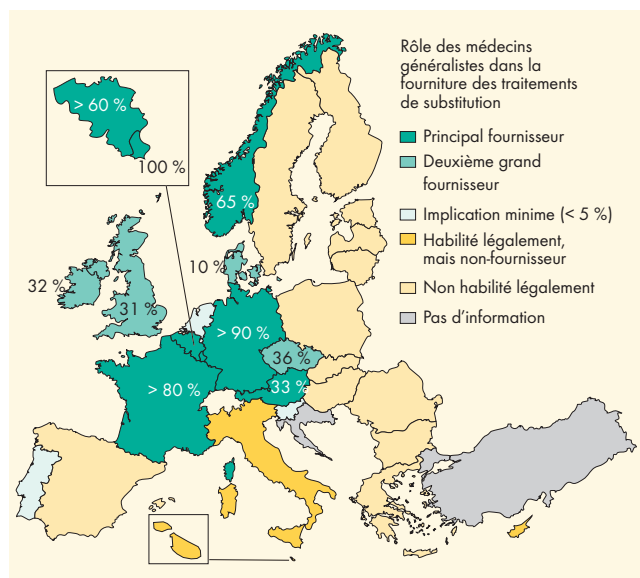 Rôle des médecins
généralistes dans la
fourniture des traitements
de substitution
Principal fournisseur
Deuxième grand
fournisseur
Implication minime (< 5 %)
Habilité légalement,
mais non-fournisseur
Non habilité légalement
Pas d’information
> 60 %
100 %
65 %
10 %
32 %
31 %
> 90 %
36 %
> 80 %
33 %